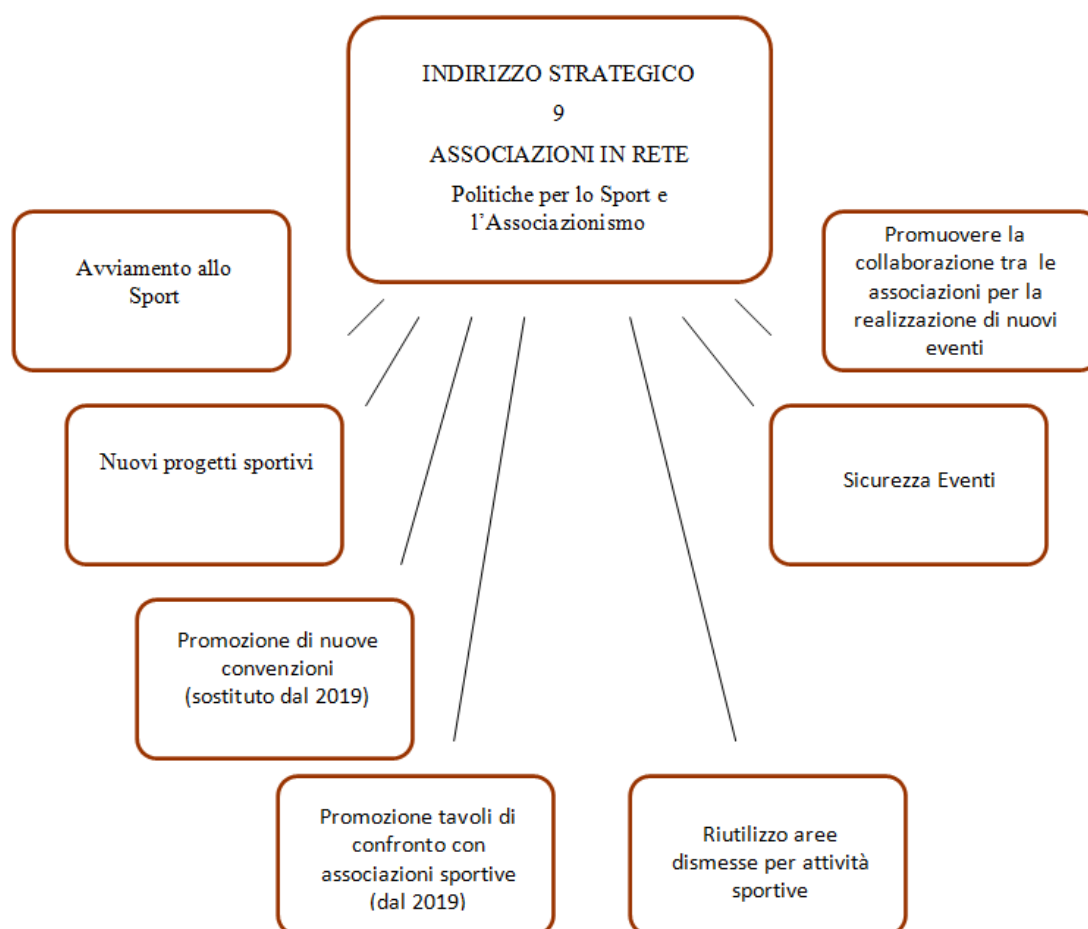 INDIRIZZO STRATEGICO
9
ASSOCIAZIONI IN RETE
Politiche per lo Sport e
l’Associazionismo
Avviamento allo
Sport
Promuovere la
collaborazione tra le
associazioni per la
realizzazione di nuovi
eventi
Nuovi progetti sportivi
Sicurezza Eventi
Promozione di nuove
convenzioni
(sostituto dal 2019)
Promozione tavoli di
confronto con
associazioni sportive
(dal 2019)
Riutilizzo aree
dismesse per attività
sportive